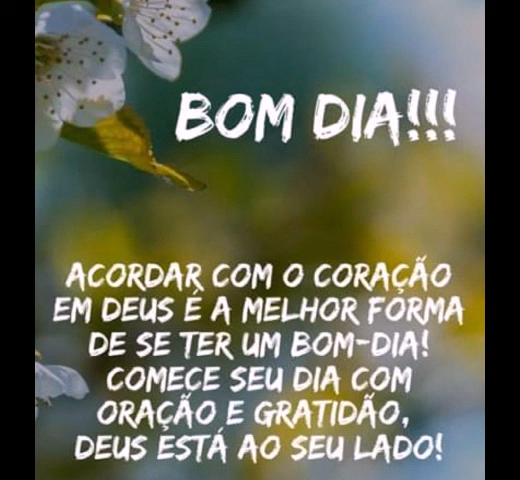 BOM DIA!!!
ACORDAR COM O CORAÇÃO
EM DEUS É A MELHOR FORMA
DE SE TER UM BOM-DIA!
COMECE SEU DIA COM
ORAÇÃO E GRATIDÃO,
DEUS ESTÁ AO SEU LADO!